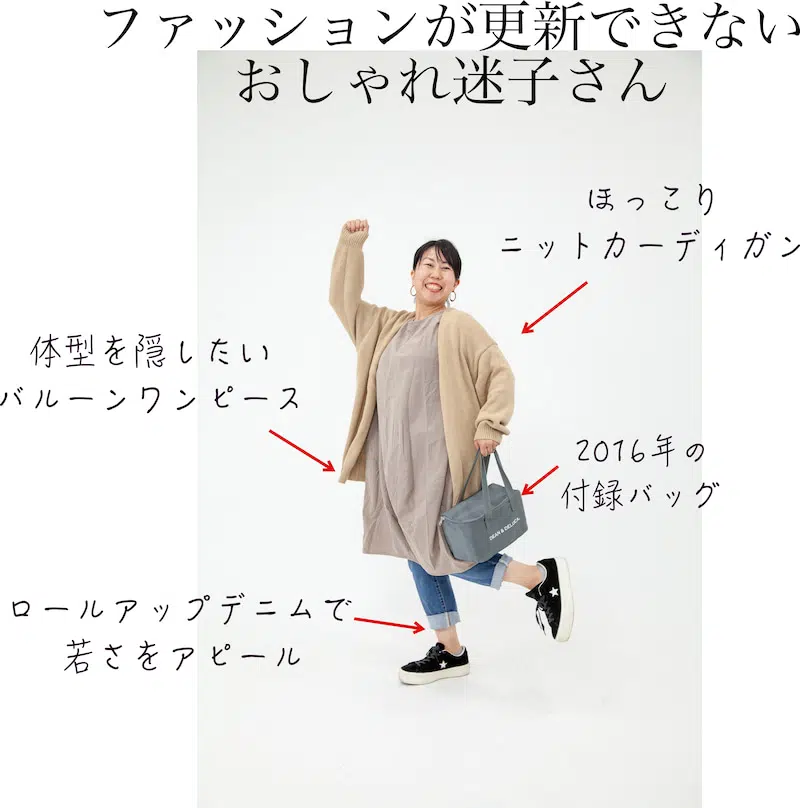 ファッションが更新できない
おしゃれ迷子さん
ほっこり
ニットカーディガン
体型を隠したい
バルーンワンピース
2016年の
付録バッグ
DEAN & DELUCA
ロールアップデニムで
若さをアピール